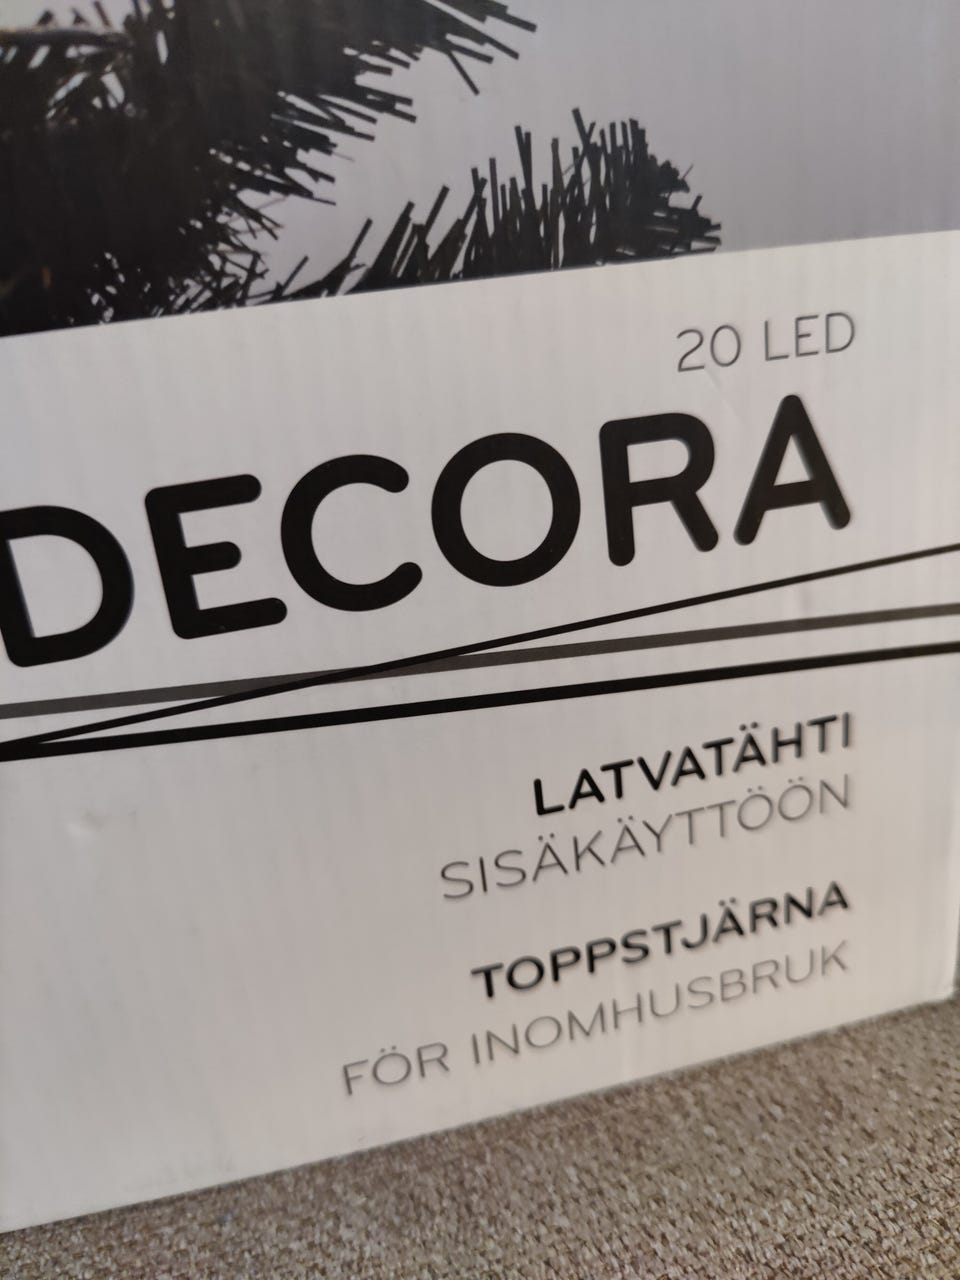 20 LED
DECORA
LATVATÄHTI
SISÄKÄYTTÖÖN
TOPPSTJÄRNA
FÖR INOMHUSBRUK